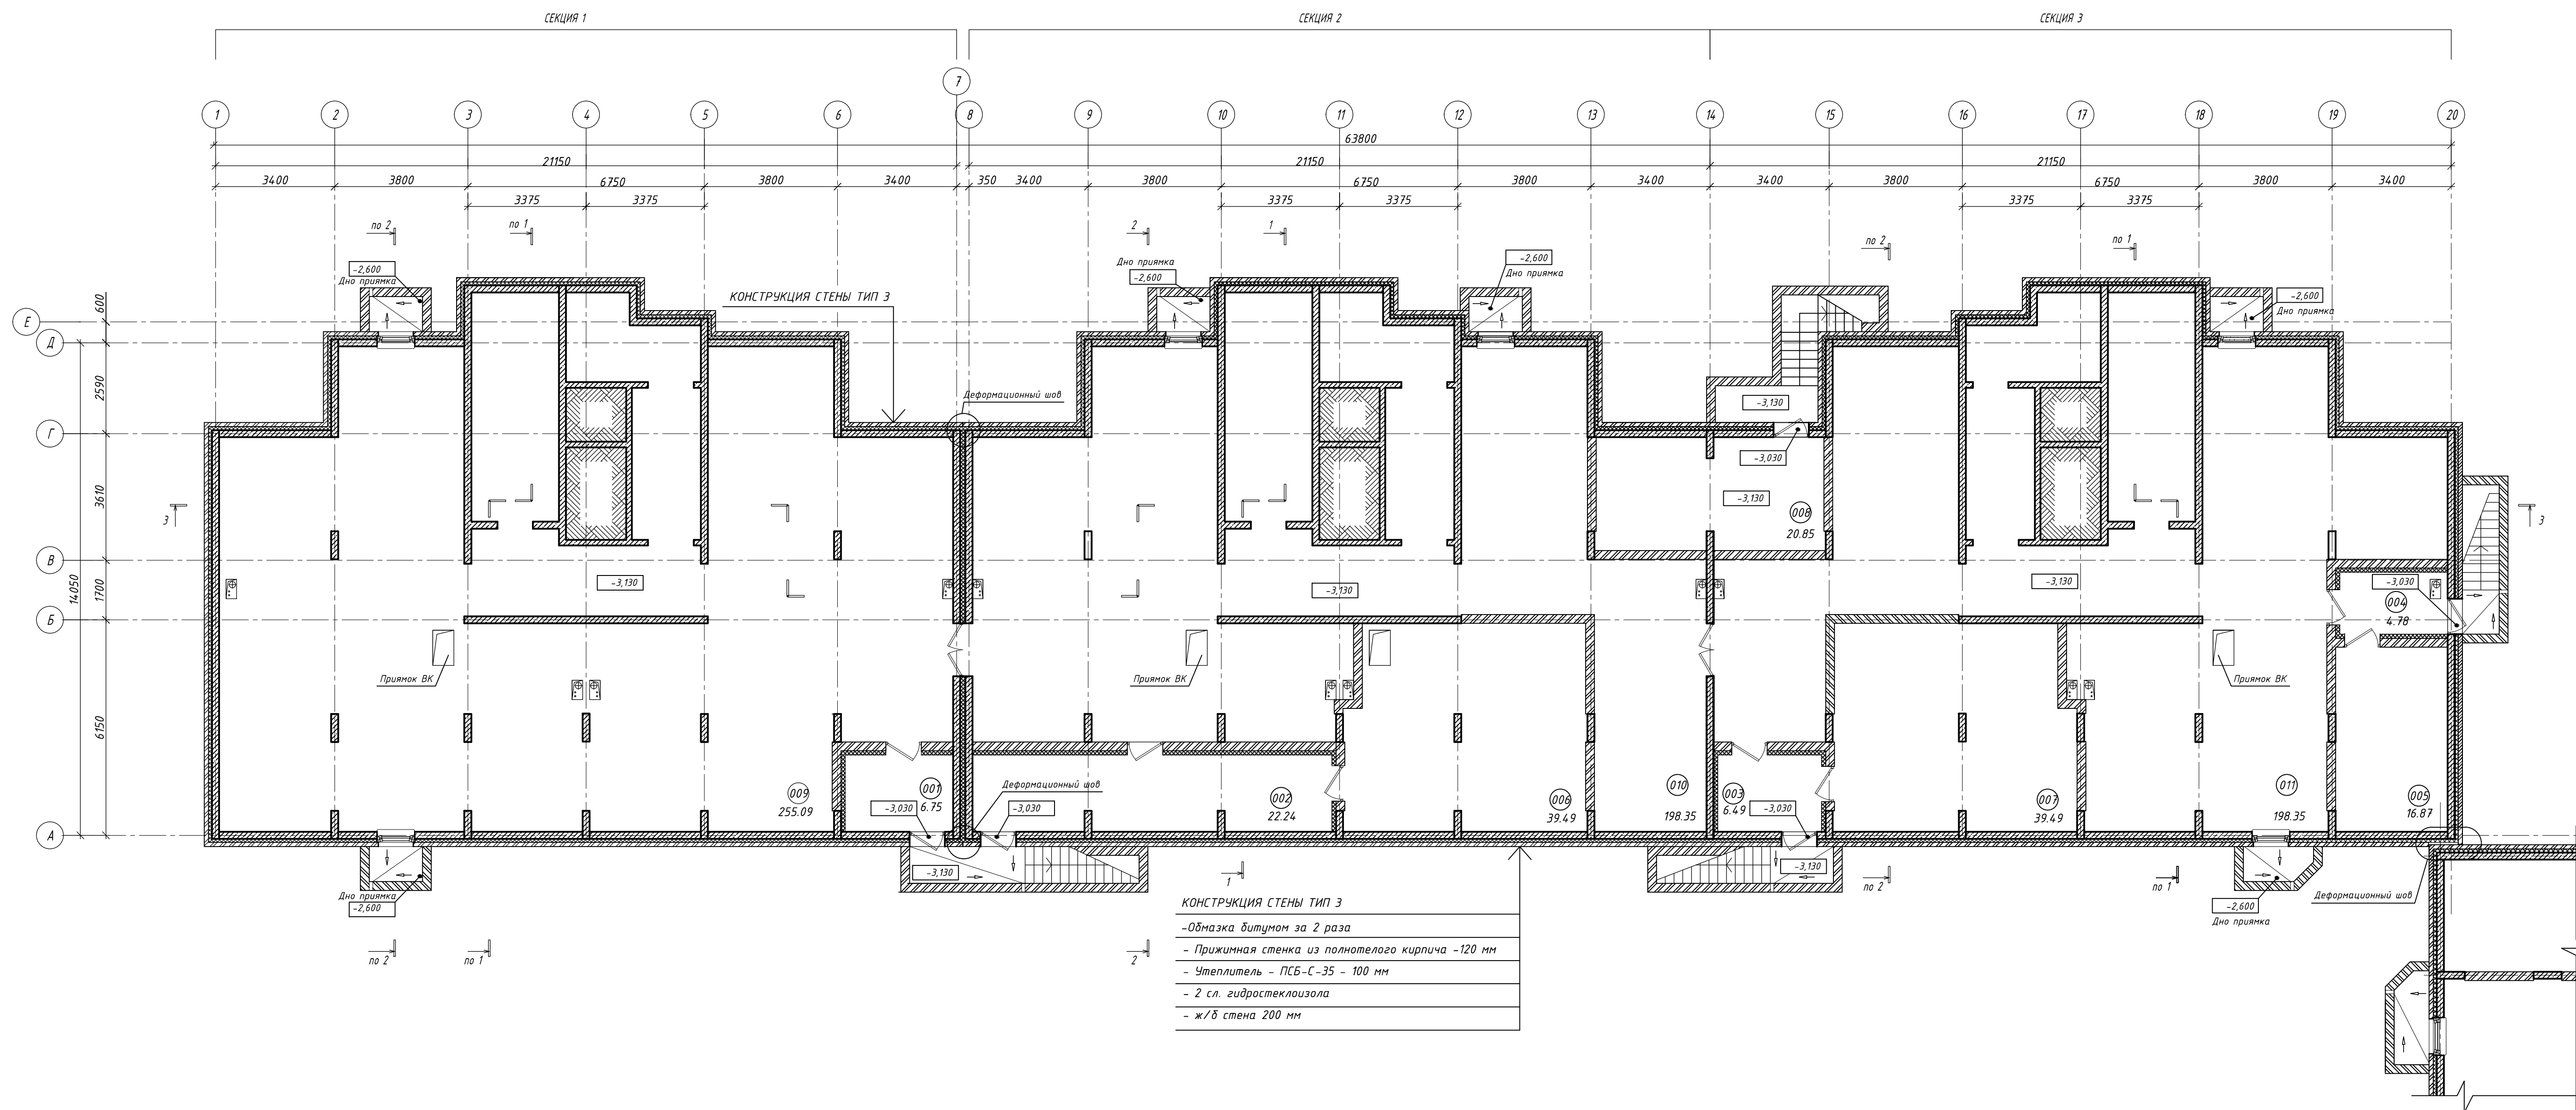 СЕКЦИЯ 1 СЕКЦИЯ 2 СЕКЦИЯ 3
7
1 2 3 4 5 6 8 9 10 11 12 13 14 15 16 17 18 19 20
63800
21150 21150 21150
3400 3800 6750 3800 3400 350 3400 3800 6750 3800 3400 3400 3800 6750 3800 3400
3375 3375 3375 3375 3375 3375
по 2 по 1 2 1 по 2 по 1
-2,600
Дно приямка
Дно приямка
-2,600
-2,600
Дно приямка
-2,600
Дно приямка
КОНСТРУКЦИЯ СТЕНЫ ТИП 3
Е
Д
Г
В
Б
А
600
2590
3610
1700
6150
14050
Деформационный шов
-3,130
-3,030
-3,130
008
20.85
3 3
-3,130 -3,130 -3,130
-3,030
004
4.78
Приямок ВК Приямок ВК Приямок ВК
009
255.09
001
6.75
-3,030
Деформационный шов
-3,030
002
22.24
006
39.49
010
198.35
003
6.49
-3,030
007
39.49
011
198.35
005
16.87
-3,130 -3,130
Дно приямка
-2,600
1 по 2 по 1
-2,600
Дно приямка
Деформационный шов
по 2 по 1 2
КОНСТРУКЦИЯ СТЕНЫ ТИП 3
-Обмазка битумом за 2 раза
- Прижимная стенка из полнотелого кирпича -120 мм
- Утеплитель - ПСБ-С-35 - 100 мм
- 2 сл. гидростеклоизола
- ж/б стена 200 мм